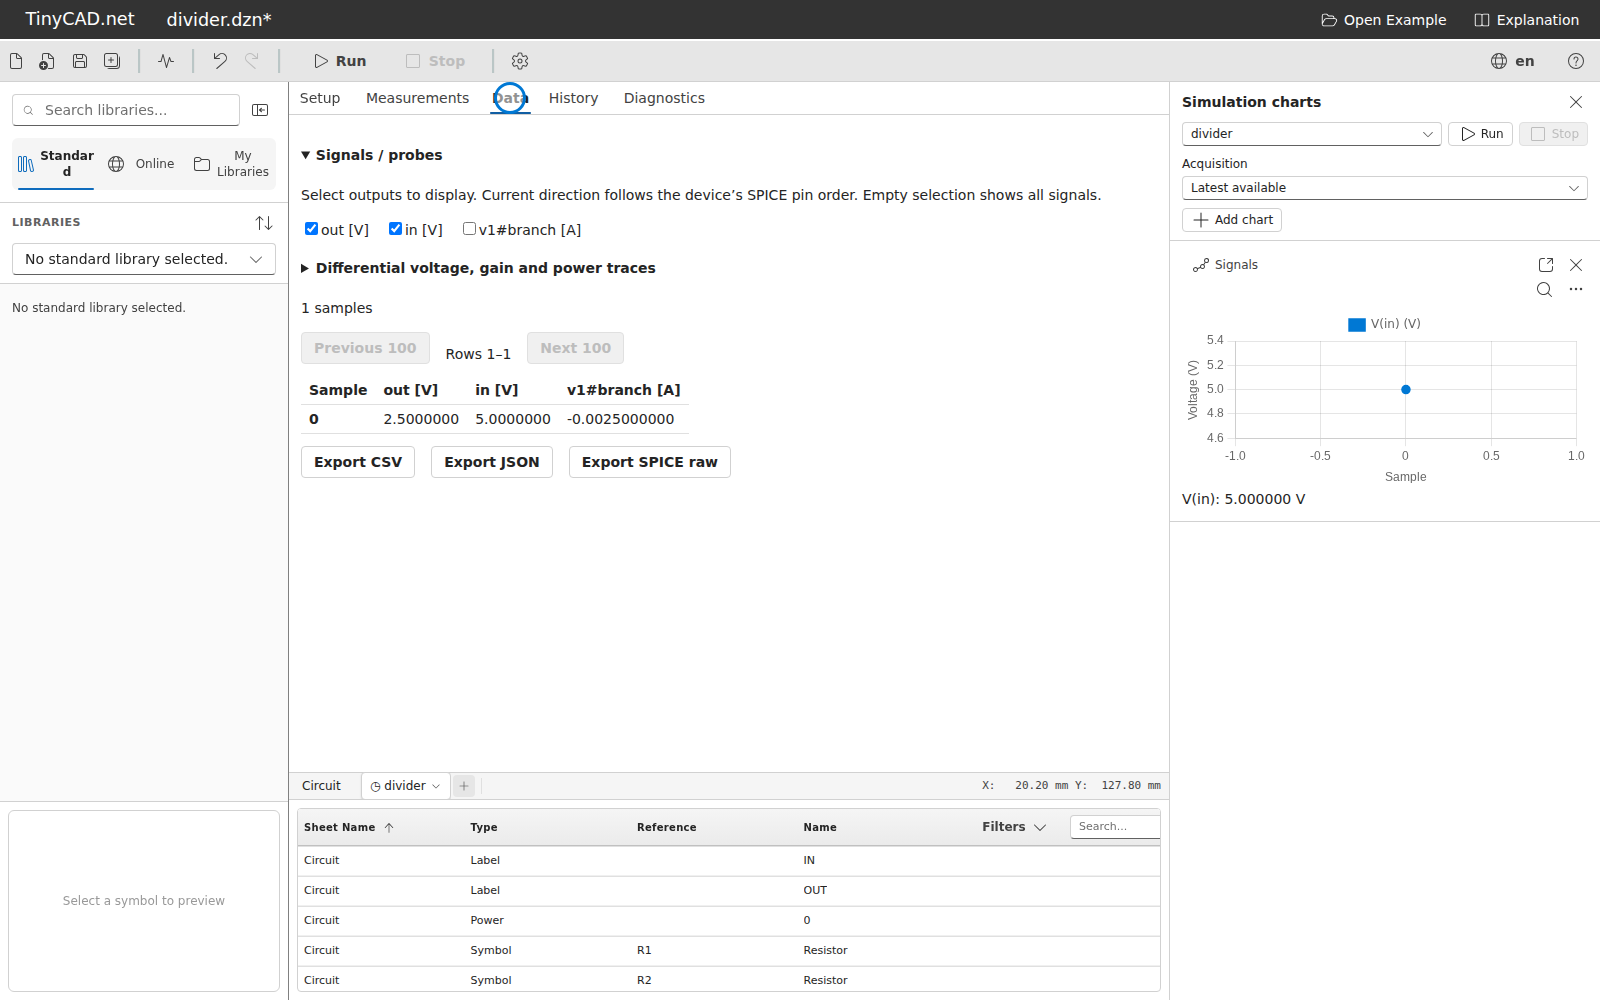 TinyCAD.net divider.dzn* Open Example Explanation
Run Stop en
Search libraries...
Standar
d
Online
My
Libraries
LIBRARIES
No standard library selected.
No standard library selected.
Select a symbol to preview
Setup Measurements Data History Diagnostics
Signals / probes
Select outputs to display. Current direction follows the device’s SPICE pin order. Empty selection shows all signals.
out [V] in [V] v1#branch [A]
Differential voltage, gain and power traces
1 samples
Previous 100 Rows 1–1 Next 100
Sample out [V] in [V] v1#branch [A]
0 2.5000000 5.0000000 -0.0025000000
Export CSV Export JSON Export SPICE raw
Circuit divider + X: 20.20 mm Y: 127.80 mm
Sheet Name Type Reference Name Filters Search...
Circuit Label IN
Circuit Label OUT
Circuit Power 0
Circuit Symbol R1 Resistor
Circuit Symbol R2 Resistor
Simulation charts
divider Run Stop
Acquisition
Latest available
Add chart
Signals
V(in) (V)
5.4
5.2
5.0
4.8
4.6
Voltage (V)
-1.0 -0.5 0 0.5 1.0
Sample
V(in): 5.000000 V